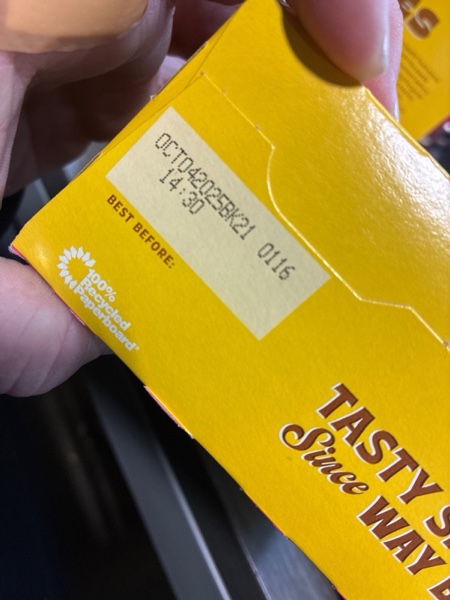 OCT042025BK21 0116
14:30
BEST BEFORE:
100%
Recycled
Paperboard
TASTY
Since
WAY